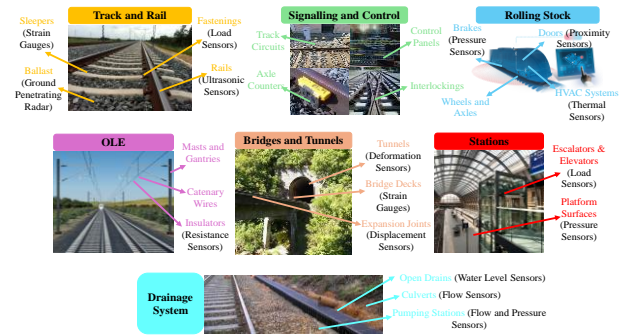 Track and Rail
Sleepers
(Strain
Gauges)
Ballast
(Ground
Penetrating
Radar)
Fastenings
(Load
Sensors)
Rails
(Ultrasonic
Sensors)
Signalling and Control
Track
Circuits
Axle
Counters
Control
Panels
Interlockings
Rolling Stock
Brakes
(Pressure
Sensors)
Doors (Proximity
Sensors)
Wheels and
Axles
HVAC Systems
(Thermal
Sensors)
OLE
Masts and
Gantries
Catenary
Wires
Insulators
(Resistance
Sensors)
Bridges and Tunnels
Tunnels
(Deformation
Sensors)
Bridge Decks
(Strain
Gauges)
Expansion Joints
(Displacement
Sensors)
Stations
Escalators &
Elevators
(Load
Sensors)
Platform
Surfaces
(Pressure
Sensors)
Drainage
System
Open Drains (Water Level Sensors)
Culverts (Flow Sensors)
Pumping Stations (Flow and Pressure
Sensors)